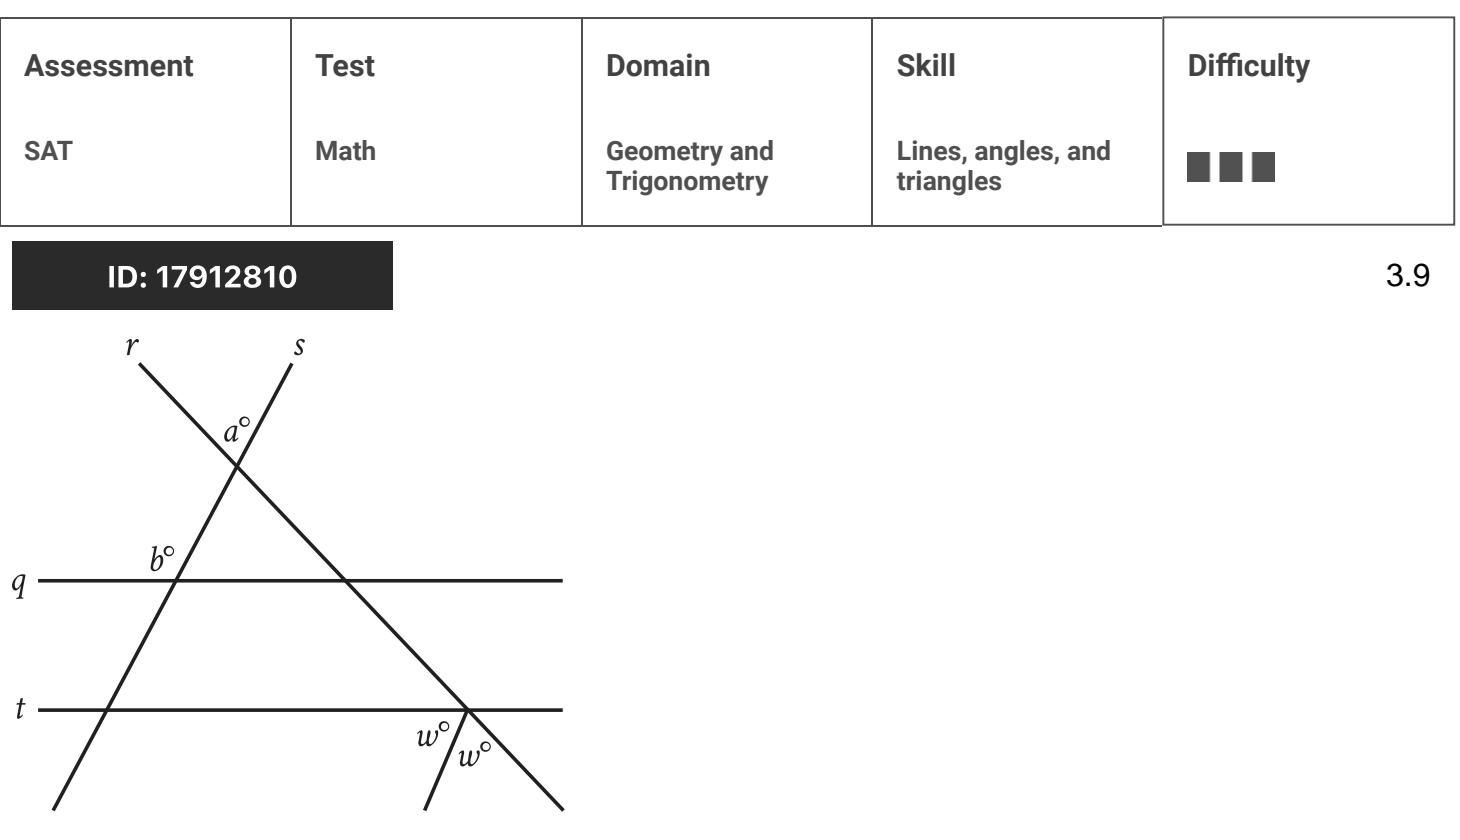 Assessment
Test
Domain
Skill
Difficulty
SAT
Math
Geometry and
Trigonometry
Lines, angles, and
triangles
ID: 17912810
3.9
r
s
a°
b°
q
t
w°
w°